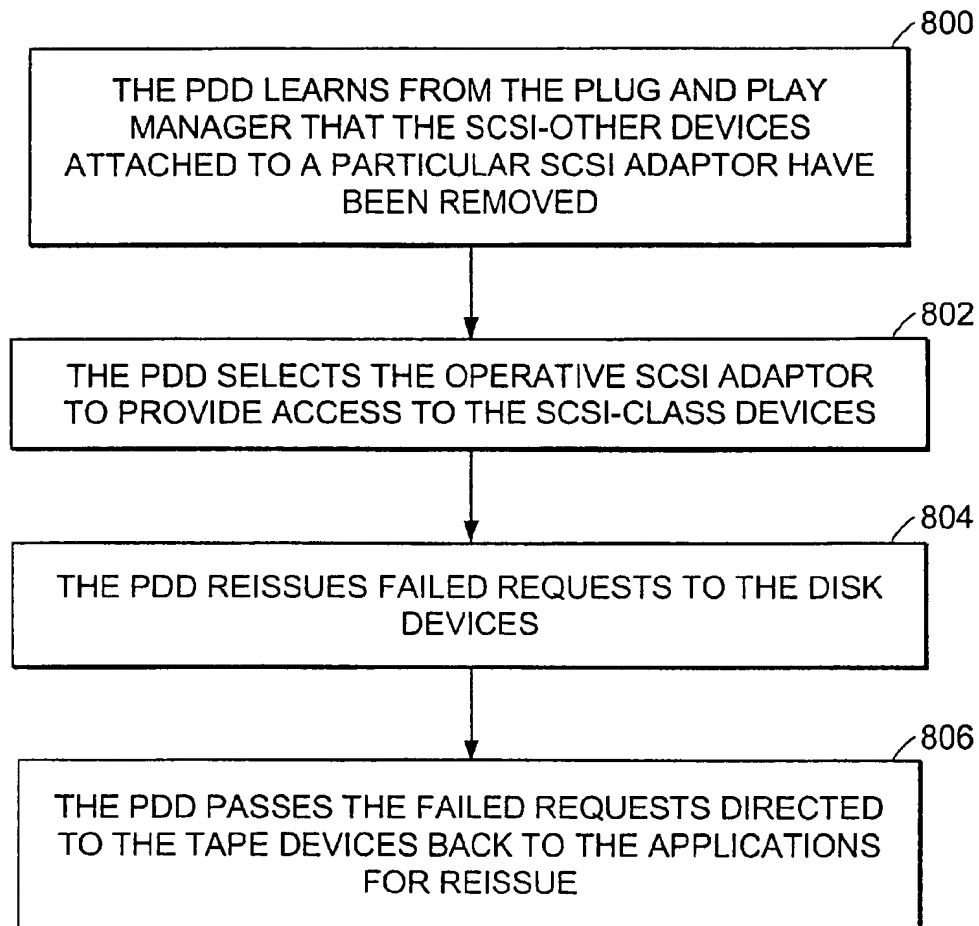 800
THE PDD LEARNS FROM THE PLUG AND PLAY
MANAGER THAT THE SCSI-OTHER DEVICES
ATTACHED TO A PARTICULAR SCSI ADAPTOR HAVE
BEEN REMOVED
802
THE PDD SELECTS THE OPERATIVE SCSI ADAPTOR
TO PROVIDE ACCESS TO THE SCSI-CLASS DEVICES
804
THE PDD REISSUES FAILED REQUESTS TO THE DISK
DEVICES
806
THE PDD PASSES THE FAILED REQUESTS DIRECTED
TO THE TAPE DEVICES BACK TO THE APPLICATIONS
FOR REISSUE